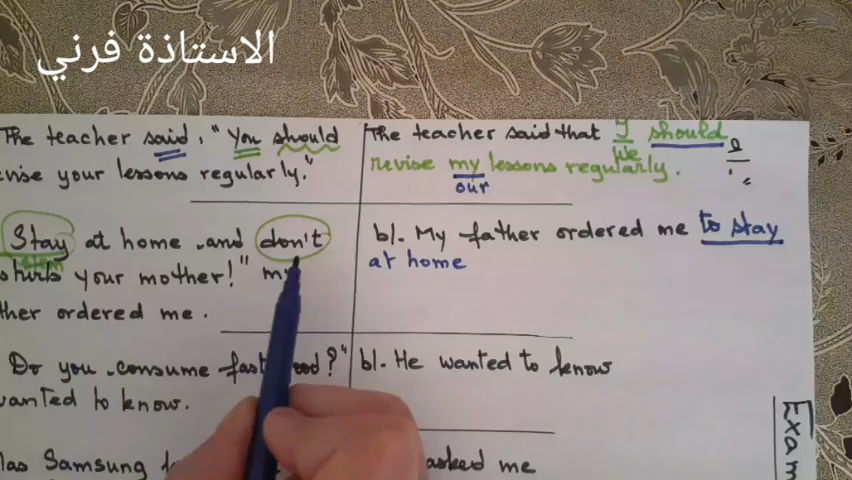 الاستاذة فرني
The teacher said, "You should
revise your lessons regularly."
The teacher said that I should
we
revise my lessons regularly.
our
Stay at home and don't
your mother!" my
ther ordered me.
b/. My father ordered me to stay
at home
Do you consume fast food?"
wanted to know.
b/. He wanted to know
Has Samsung
asked me
Exam